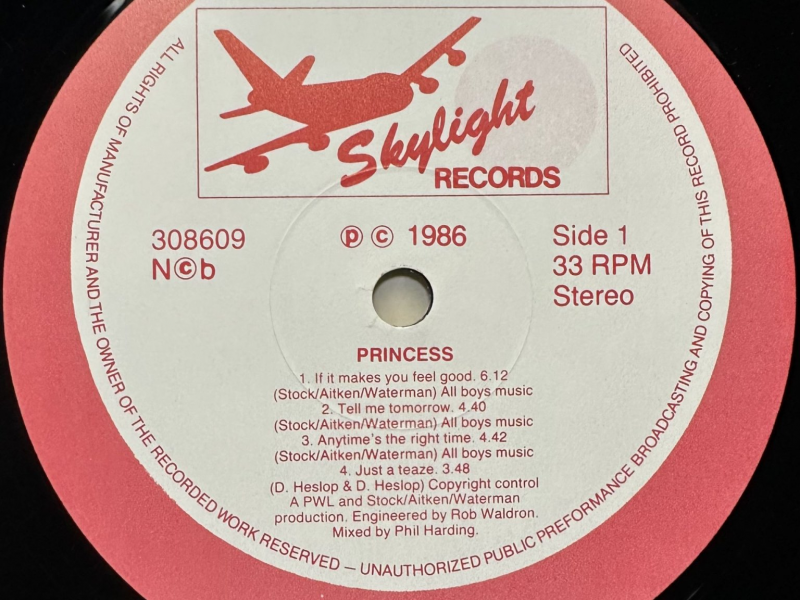 Skylight
RECORDS
308609
N©b
℗ © 1986
Side 1
33 RPM
Stereo
PRINCESS
1. If it makes you feel good. 6.12
(Stock/Aitken/Waterman) All boys music
2. Tell me tomorrow. 4.40
(Stock/Aitken/Waterman) All boys music
3. Anytime's the right time. 4.42
(Stock/Aitken/Waterman) All boys music
4. Just a teaze. 3.48
(D. Heslop & D. Heslop) Copyright control
A PWL and Stock/Aitken/Waterman
production. Engineered by Rob Waldron.
Mixed by Phil Harding.
ALL RIGHTS OF MANUFACTURER AND THE OWNER OF THE RECORDED WORK RESERVED – UNAUTHORIZED PUBLIC PREFORMANCE BROADCASTING AND COPYING OF THIS RECORD PROHIBITED